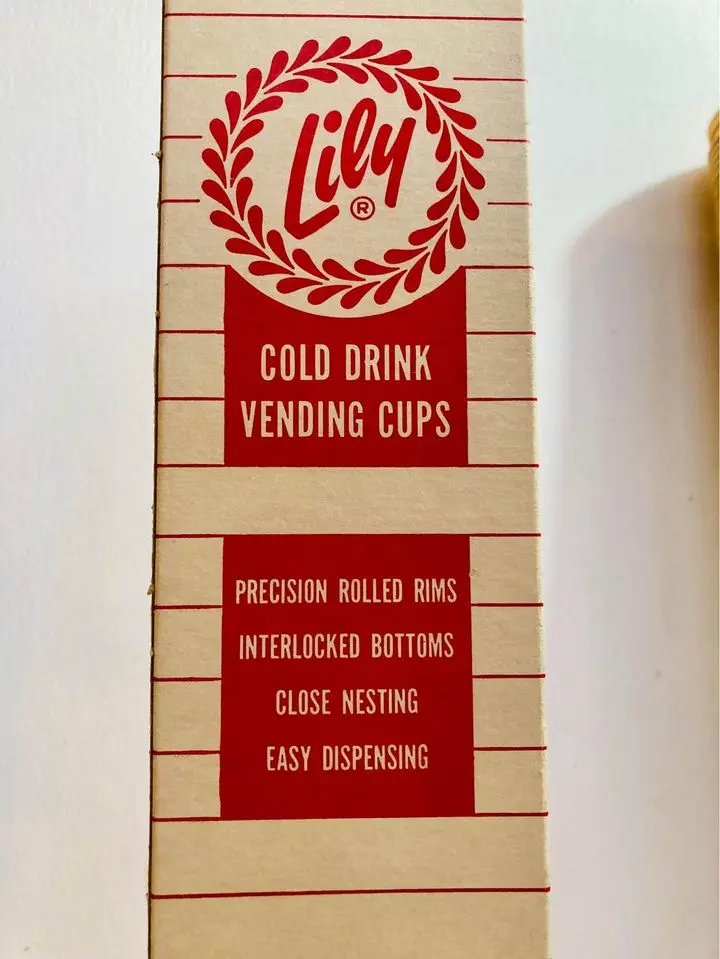 Lily
®
COLD DRINK
VENDING CUPS
PRECISION ROLLED RIMS
INTERLOCKED BOTTOMS
CLOSE NESTING
EASY DISPENSING